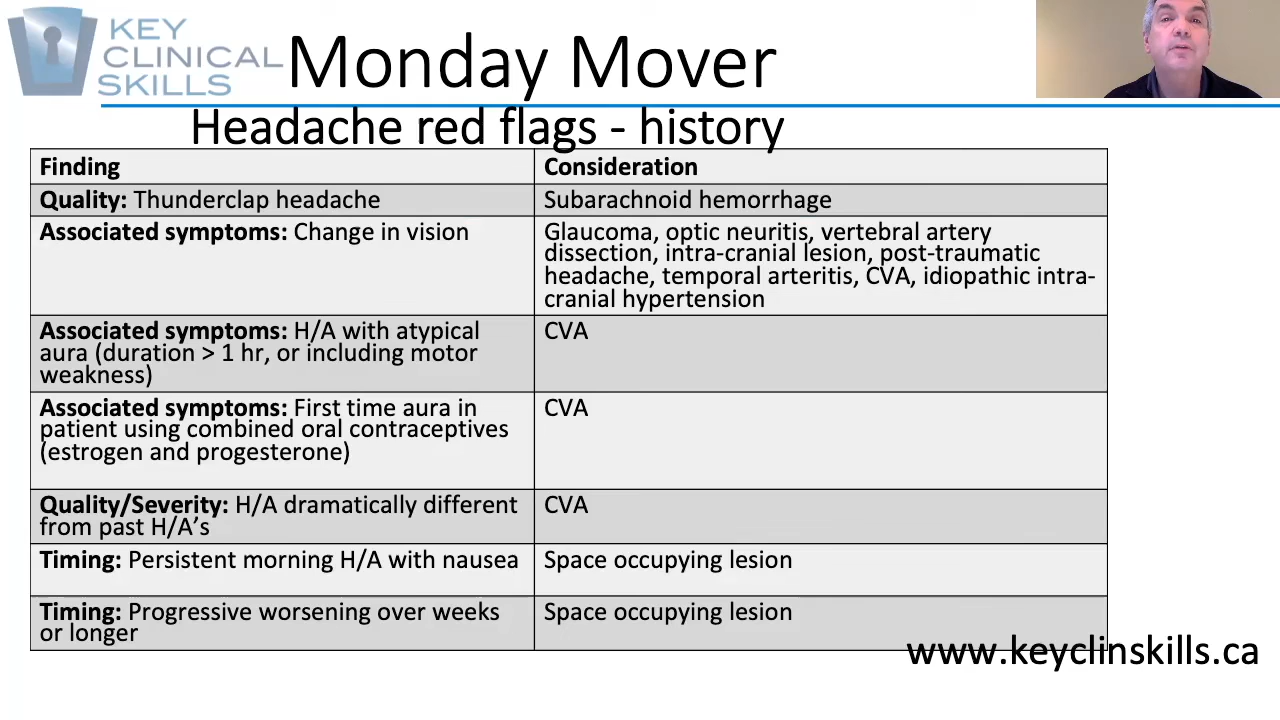 KEY
CLINICAL
SKILLS
Monday Mover
Headache red flags - history
Finding
Consideration
Quality: Thunderclap headache
Subarachnoid hemorrhage
Associated symptoms: Change in vision
Glaucoma, optic neuritis, vertebral artery
dissection, intra-cranial lesion, post-traumatic
headache, temporal arteritis, CVA, idiopathic intra-
cranial hypertension
Associated symptoms: H/A with atypical
aura (duration > 1 hr, or including motor
weakness)
CVA
Associated symptoms: First time aura in
patient using combined oral contraceptives
(estrogen and progesterone)
CVA
Quality/Severity: H/A dramatically different
from past H/A’s
CVA
Timing: Persistent morning H/A with nausea
Space occupying lesion
Timing: Progressive worsening over weeks
or longer
Space occupying lesion
www.keyclinskills.ca